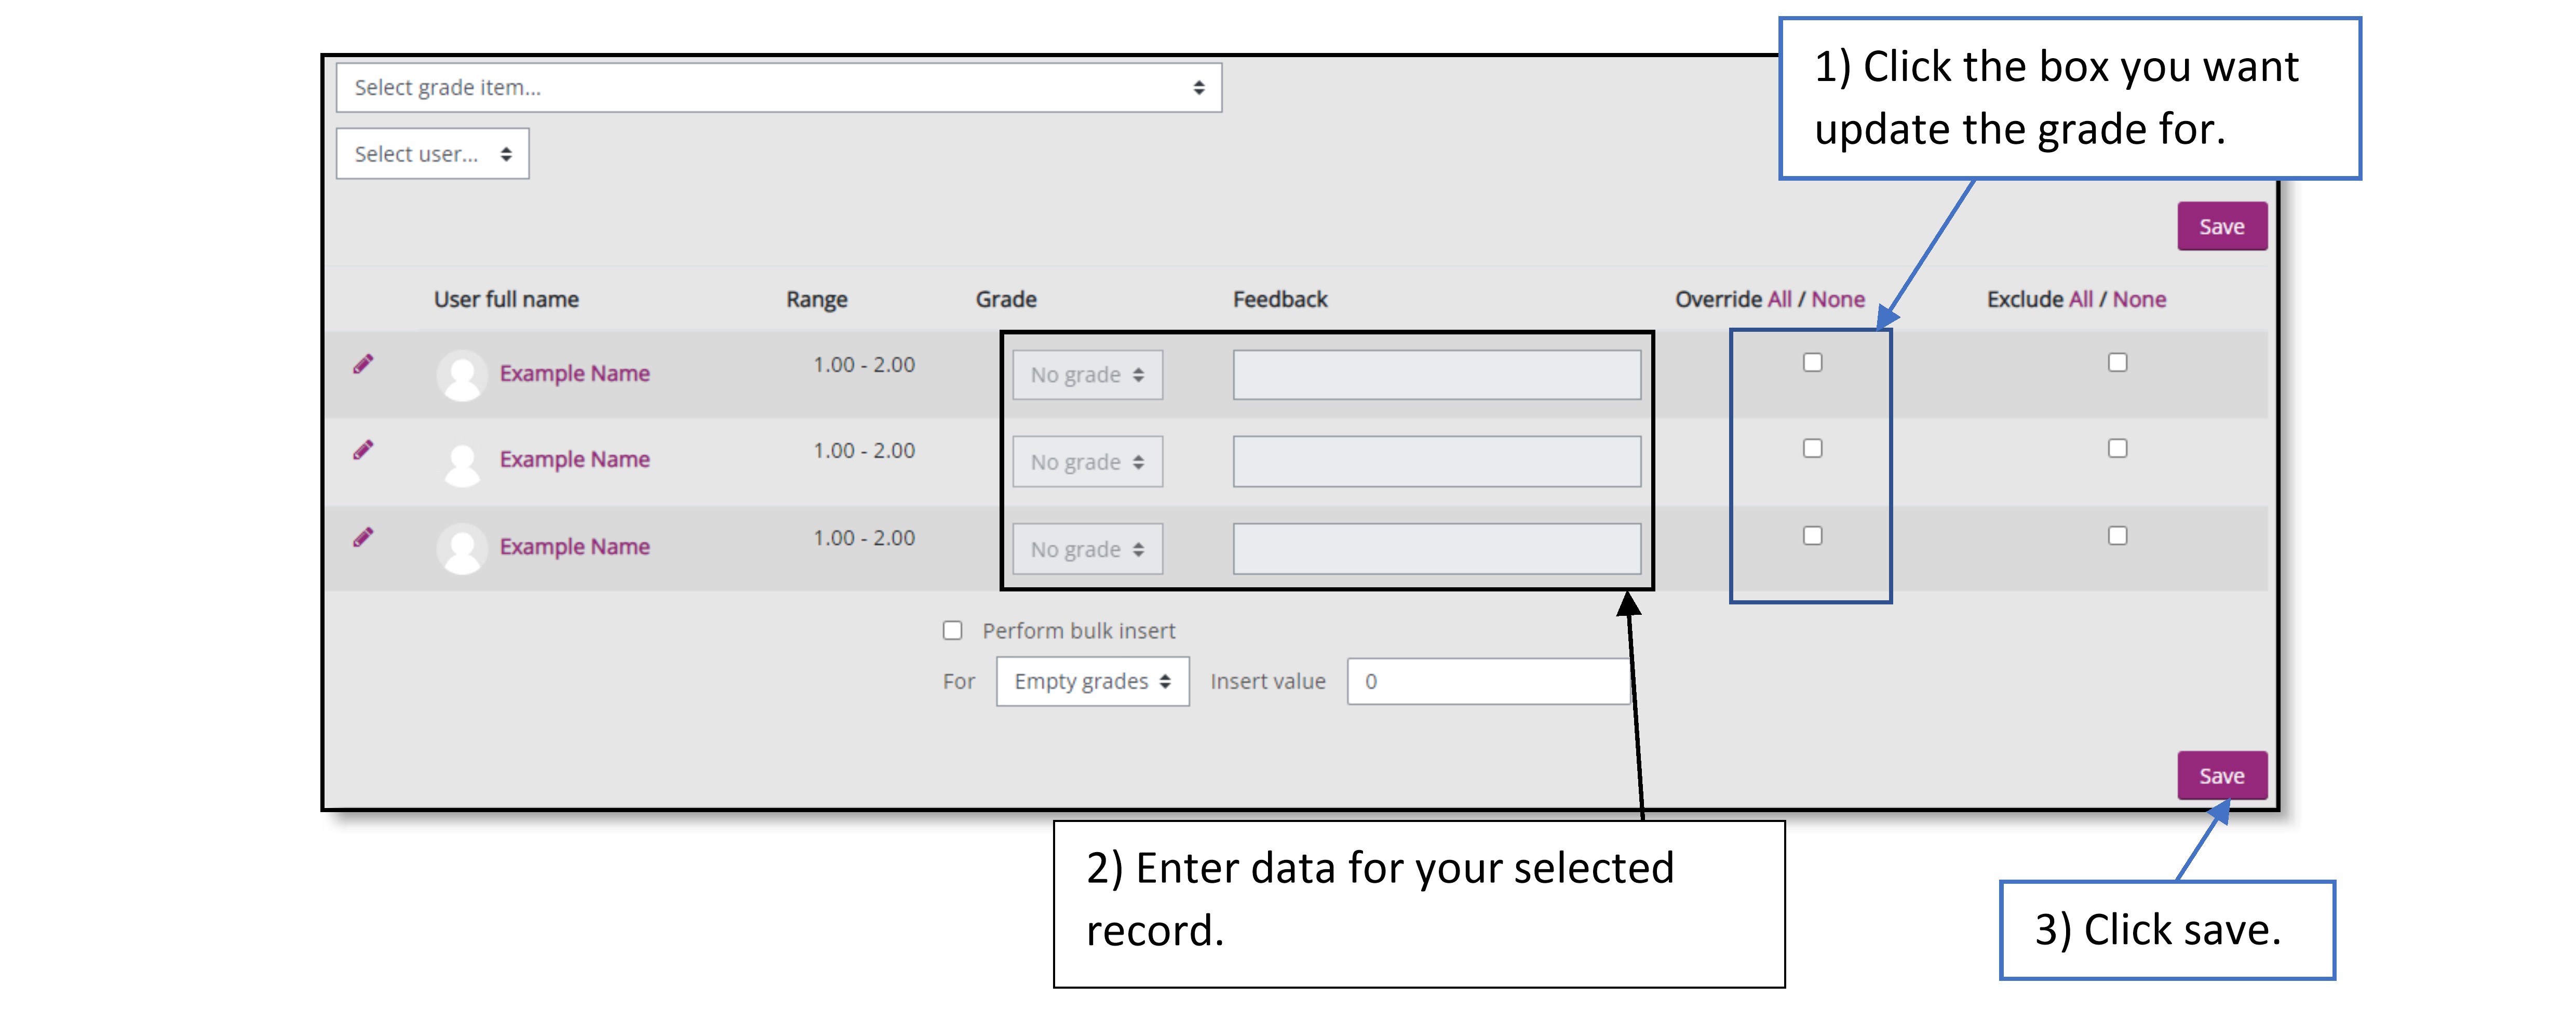 1) Click the box you want
update the grade for.
Select grade item...
Select user...
Save
User full name Range Grade Feedback Override All / None Exclude All / None
Example Name 1.00 - 2.00 No grade
Example Name 1.00 - 2.00 No grade
Example Name 1.00 - 2.00 No grade
Perform bulk insert
For Empty grades Insert value 0
Save
2) Enter data for your selected
record.
3) Click save.